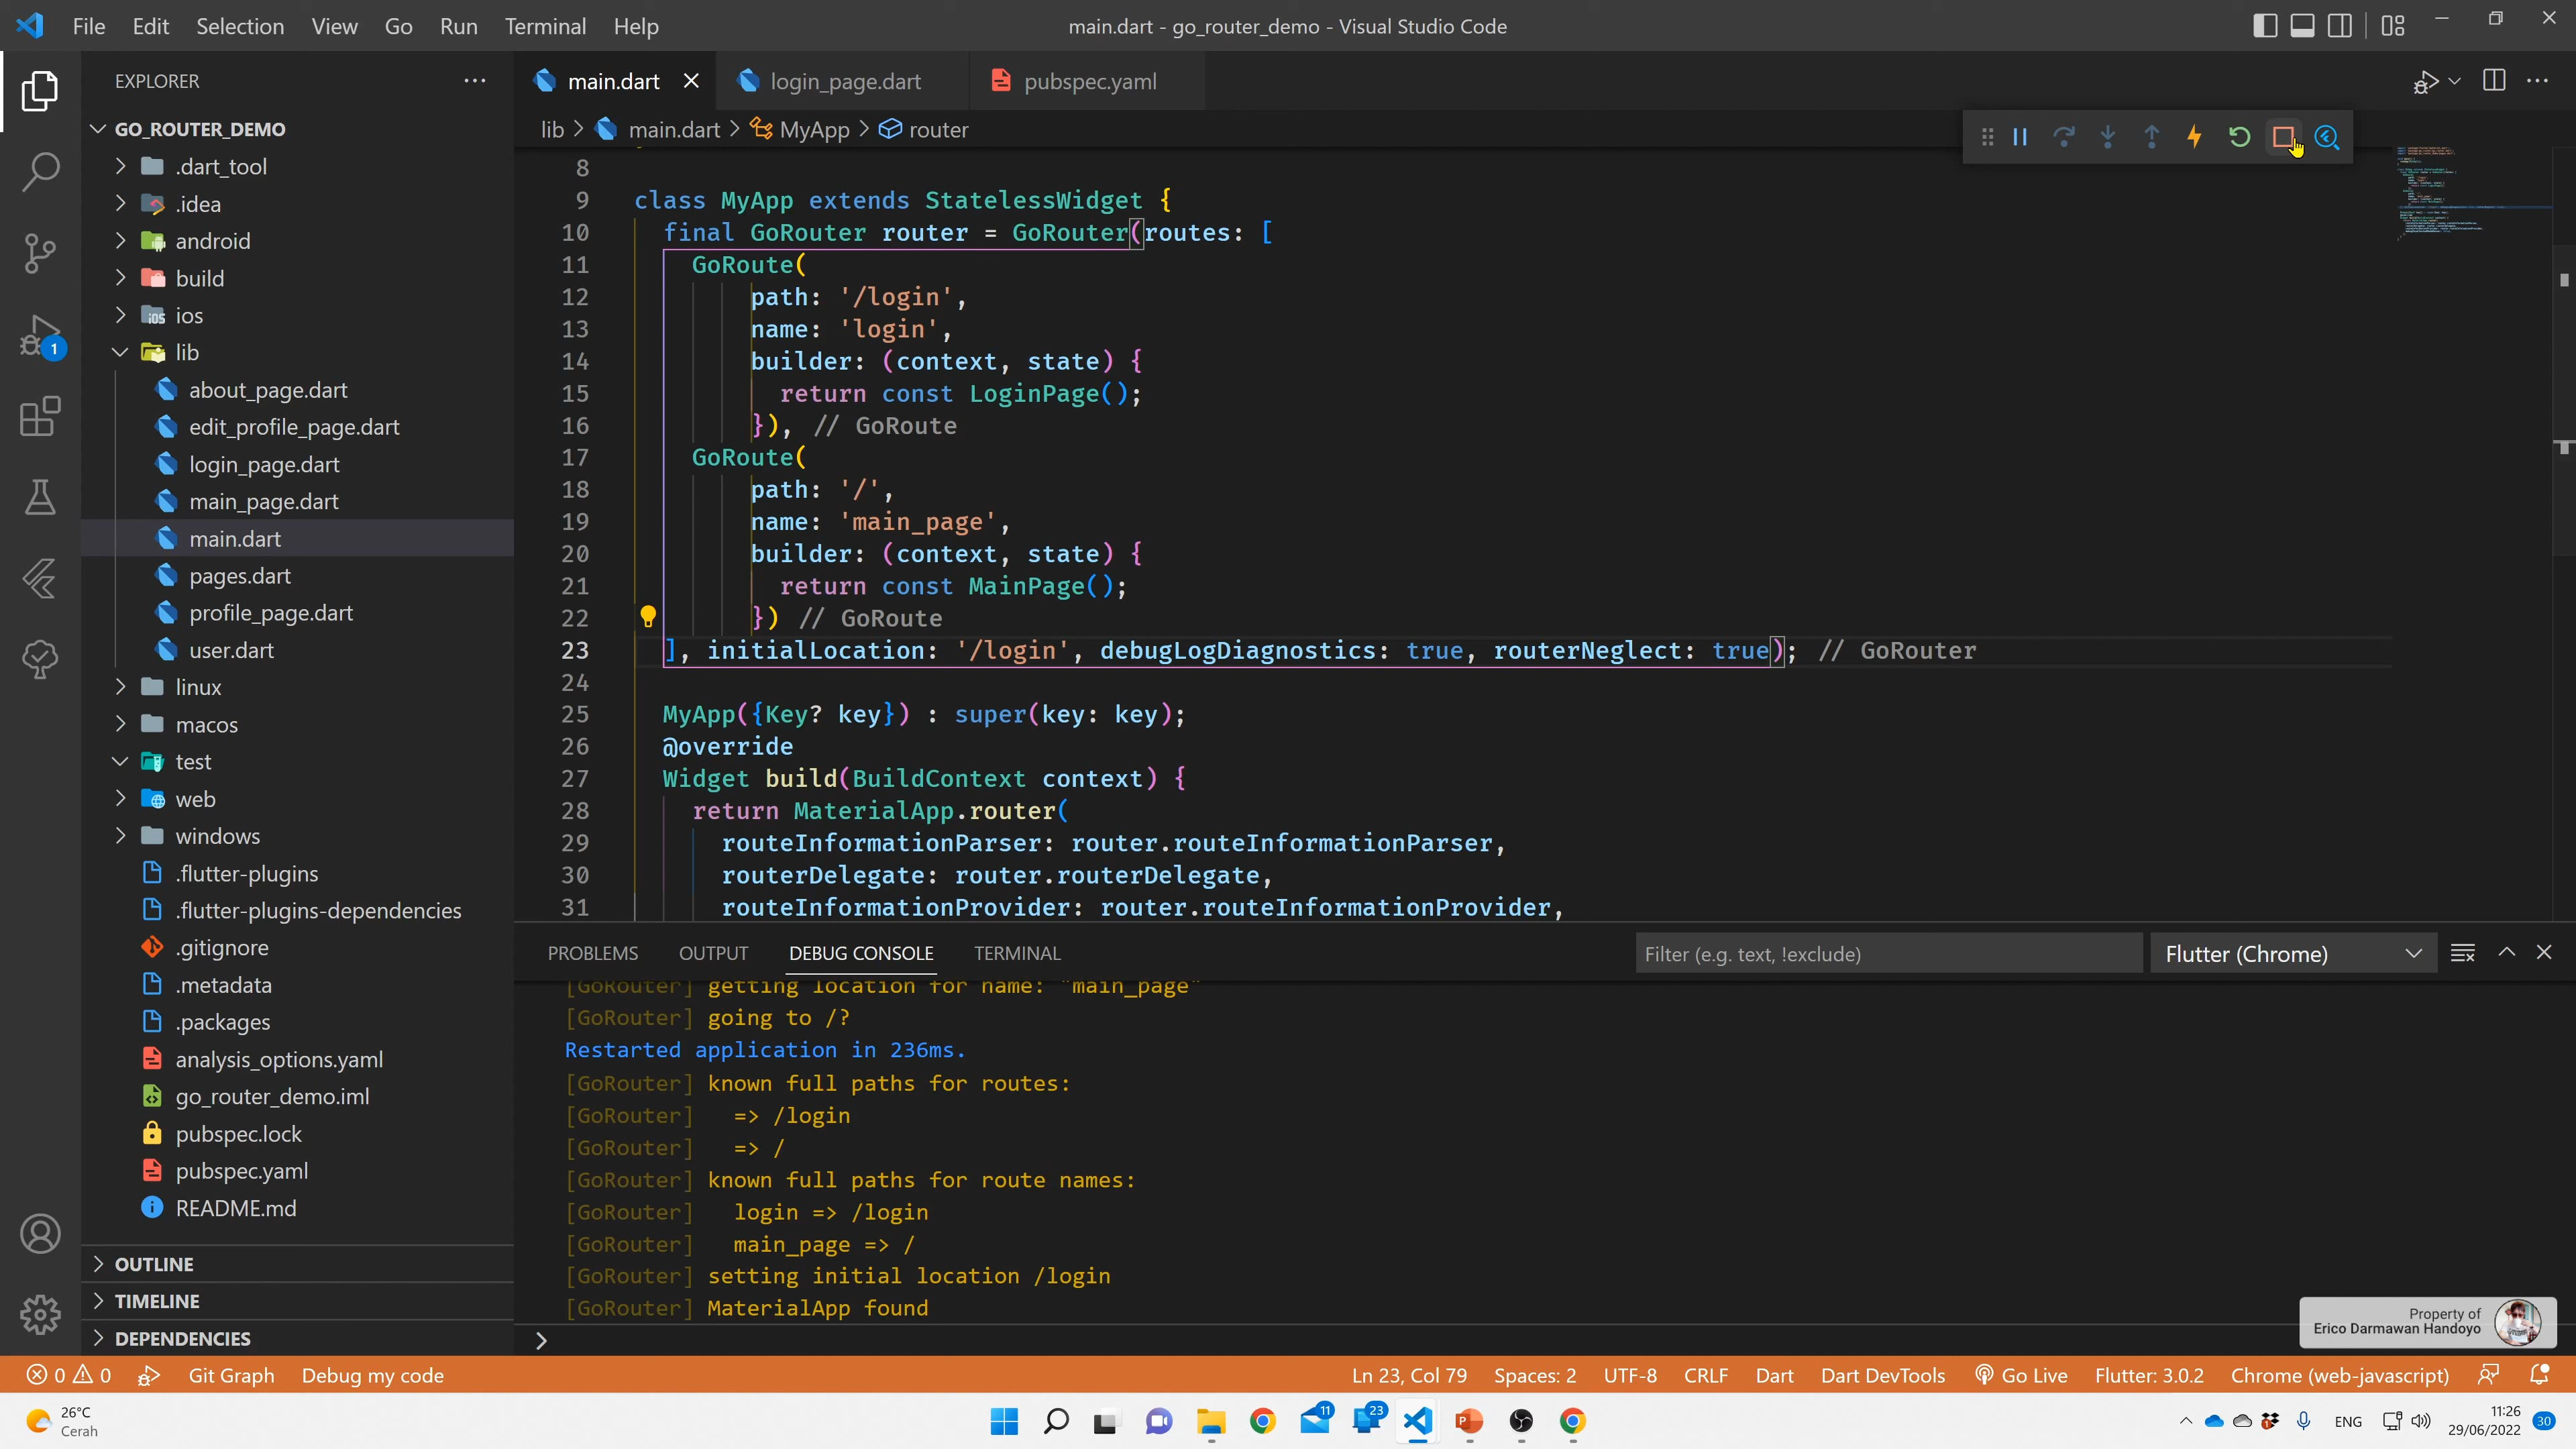 File Edit Selection View Go Run Terminal Help
main.dart - go_router_demo - Visual Studio Code
EXPLORER
GO_ROUTER_DEMO
.dart_tool
.idea
android
build
ios
lib
about_page.dart
edit_profile_page.dart
login_page.dart
main_page.dart
main.dart
pages.dart
profile_page.dart
user.dart
linux
macos
test
web
windows
.flutter-plugins
.flutter-plugins-dependencies
.gitignore
.metadata
.packages
analysis_options.yaml
go_router_demo.iml
pubspec.lock
pubspec.yaml
README.md
OUTLINE
TIMELINE
DEPENDENCIES
1
main.dart login_page.dart pubspec.yaml
lib > main.dart > MyApp > router
8
9 class MyApp extends StatelessWidget {
10 final GoRouter router = GoRouter(routes: [
11 GoRoute(
12 path: '/login',
13 name: 'login',
14 builder: (context, state) {
15 return const LoginPage();
16 }), // GoRoute
17 GoRoute(
18 path: '/',
19 name: 'main_page',
20 builder: (context, state) {
21 return const MainPage();
22 }) // GoRoute
23 ], initialLocation: '/login', debugLogDiagnostics: true, routerNeglect: true); // GoRouter
24
25 MyApp({Key? key}) : super(key: key);
26 @override
27 Widget build(BuildContext context) {
28 return MaterialApp.router(
29 routeInformationParser: router.routeInformationParser,
30 routerDelegate: router.routerDelegate,
31 routeInformationProvider: router.routeInformationProvider,
PROBLEMS OUTPUT DEBUG CONSOLE TERMINAL
Filter (e.g. text, !exclude)
Flutter (Chrome)
[GoRouter] getting location for name: "main_page"
[GoRouter] going to /?
Restarted application in 236ms.
[GoRouter] known full paths for routes:
[GoRouter] => /login
[GoRouter] => /
[GoRouter] known full paths for route names:
[GoRouter] login => /login
[GoRouter] main_page => /
[GoRouter] setting initial location /login
[GoRouter] MaterialApp found
>
Property of
Erico Darmawan Handoyo
0 0 Git Graph Debug my code
Ln 23, Col 79 Spaces: 2 UTF-8 CRLF Dart Dart DevTools Go Live Flutter: 3.0.2 Chrome (web-javascript)
26°C
Cerah
11
23
ENG
11:26
29/06/2022
30